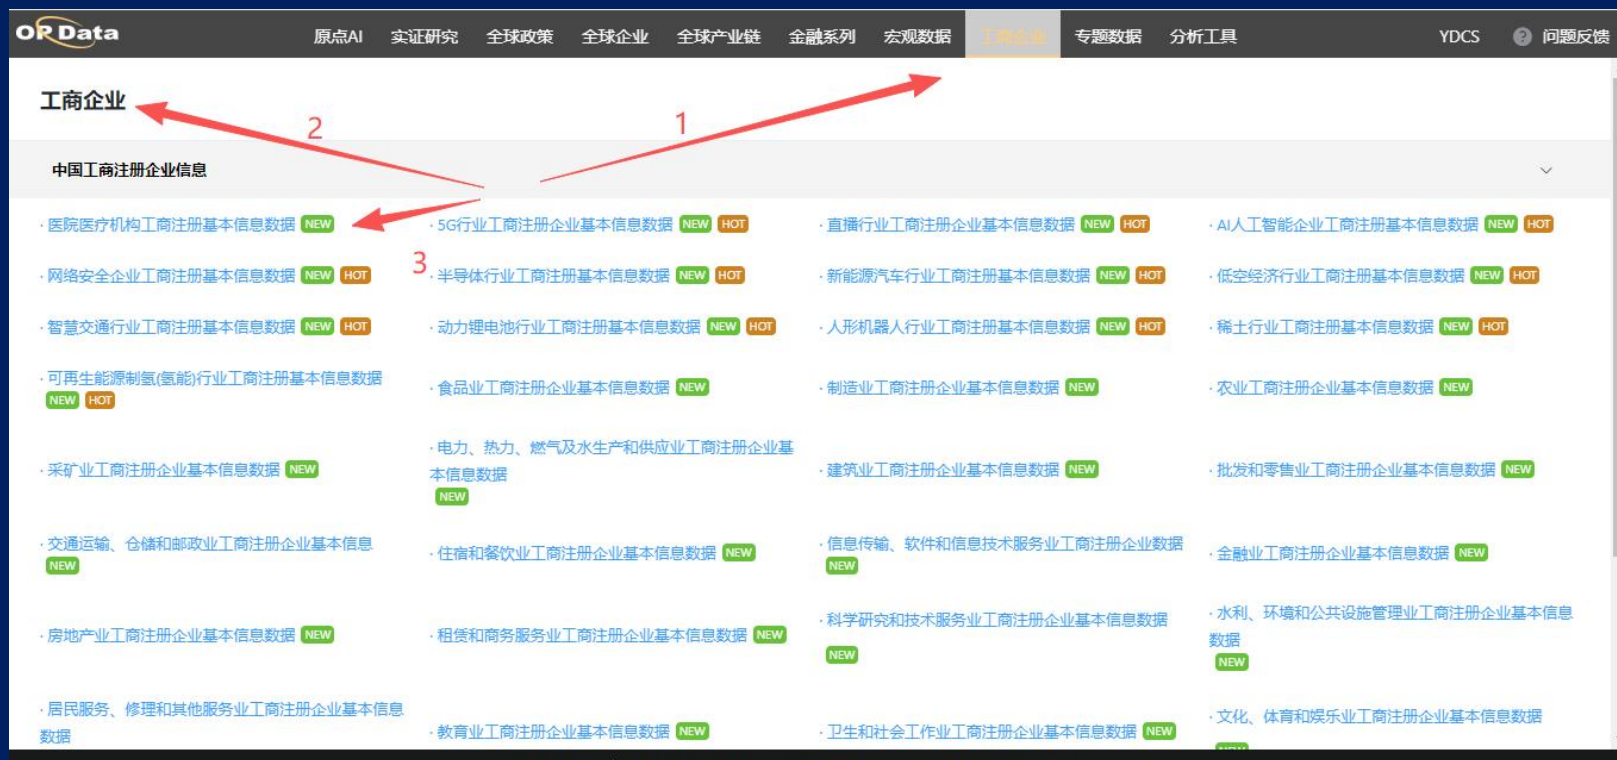 OR Data
原点AI 实证研究 全球政策 全球企业 全球产业链 金融系列 宏观数据 工商企业 专题数据 分析工具 YDCS ? 问题反馈
工商企业
2
1
中国工商注册企业信息
· 医院医疗机构工商注册基本信息数据 NEW
· 5G行业工商注册企业基本信息数据 NEW HOT
· 直播行业工商注册企业基本信息数据 NEW HOT
· AI人工智能企业工商注册基本信息数据 NEW HOT
3
· 网络安全企业工商注册基本信息数据 NEW HOT
· 半导体行业工商注册基本信息数据 NEW HOT
· 新能源汽车行业工商注册基本信息数据 NEW HOT
· 低空经济行业工商注册基本信息数据 NEW HOT
· 智慧交通行业工商注册基本信息数据 NEW HOT
· 动力锂电池行业工商注册基本信息数据 NEW HOT
· 人形机器人行业工商注册基本信息数据 NEW HOT
· 稀土行业工商注册基本信息数据 NEW HOT
· 可再生能源制氢(氢能)行业工商注册基本信息数据
NEW HOT
· 食品业工商注册企业基本信息数据 NEW
· 制造业工商注册企业基本信息数据 NEW
· 农业工商注册企业基本信息数据 NEW
· 采矿业工商注册企业基本信息数据 NEW
· 电力、热力、燃气及水生产和供应业工商注册企业基
本信息数据
NEW
· 建筑业工商注册企业基本信息数据 NEW
· 批发和零售业工商注册企业基本信息数据 NEW
· 交通运输、仓储和邮政业工商注册企业基本信息
NEW
· 住宿和餐饮业工商注册企业基本信息数据 NEW
· 信息传输、软件和信息技术服务业工商注册企业数据
NEW
· 金融业工商注册企业基本信息数据 NEW
· 房地产业工商注册企业基本信息数据 NEW
· 租赁和商务服务业工商注册企业基本信息数据 NEW
· 科学研究和技术服务业工商注册企业基本信息数据
NEW
· 水利、环境和公共设施管理业工商注册企业基本信息
数据
NEW
· 居民服务、修理和其他服务业工商注册企业基本信息
数据
· 教育业工商注册企业基本信息数据 NEW
· 卫生和社会工作业工商注册企业基本信息数据 NEW
· 文化、体育和娱乐业工商注册企业基本信息数据
NEW